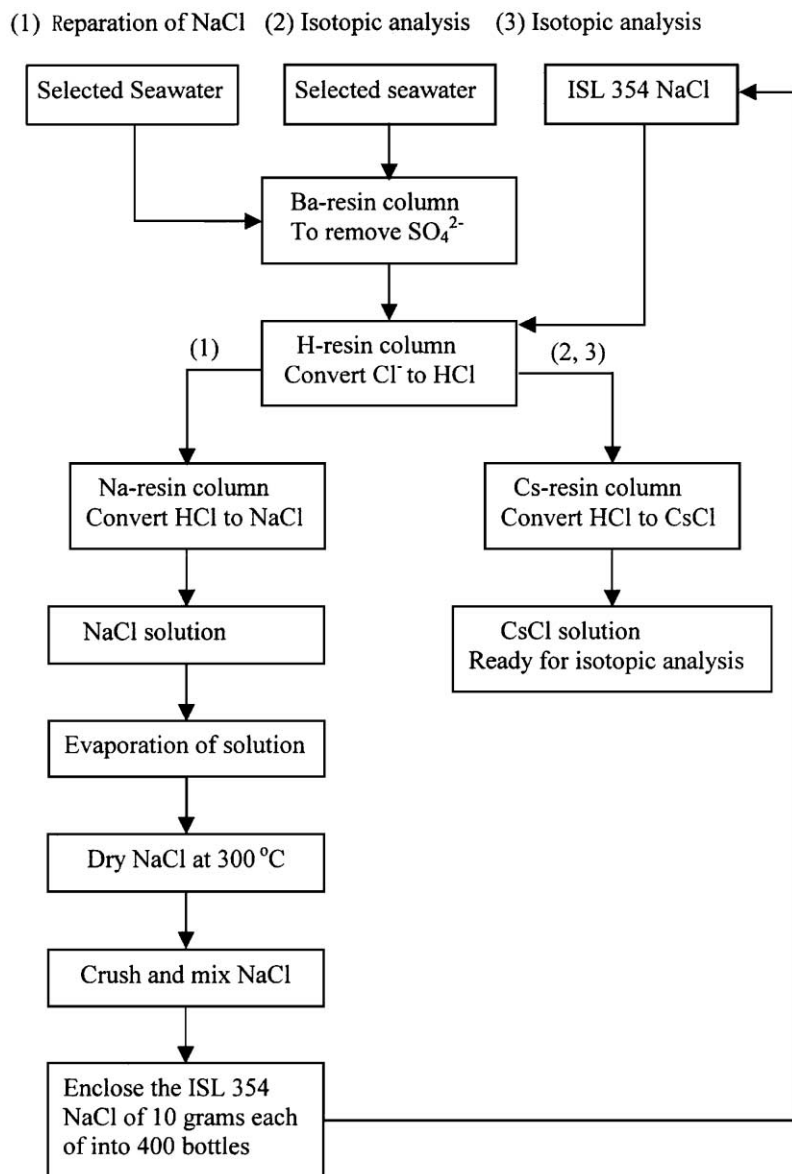 (1) Reparation of NaCl (2) Isotopic analysis (3) Isotopic analysis
Selected Seawater
Selected seawater
ISL 354 NaCl
Ba-resin column
To remove SO₄²⁻
H-resin column
Convert Cl⁻ to HCl
(1)
(2, 3)
Na-resin column
Convert HCl to NaCl
Cs-resin column
Convert HCl to CsCl
NaCl solution
CsCl solution
Ready for isotopic analysis
Evaporation of solution
Dry NaCl at 300 °C
Crush and mix NaCl
Enclose the ISL 354
NaCl of 10 grams each
of into 400 bottles